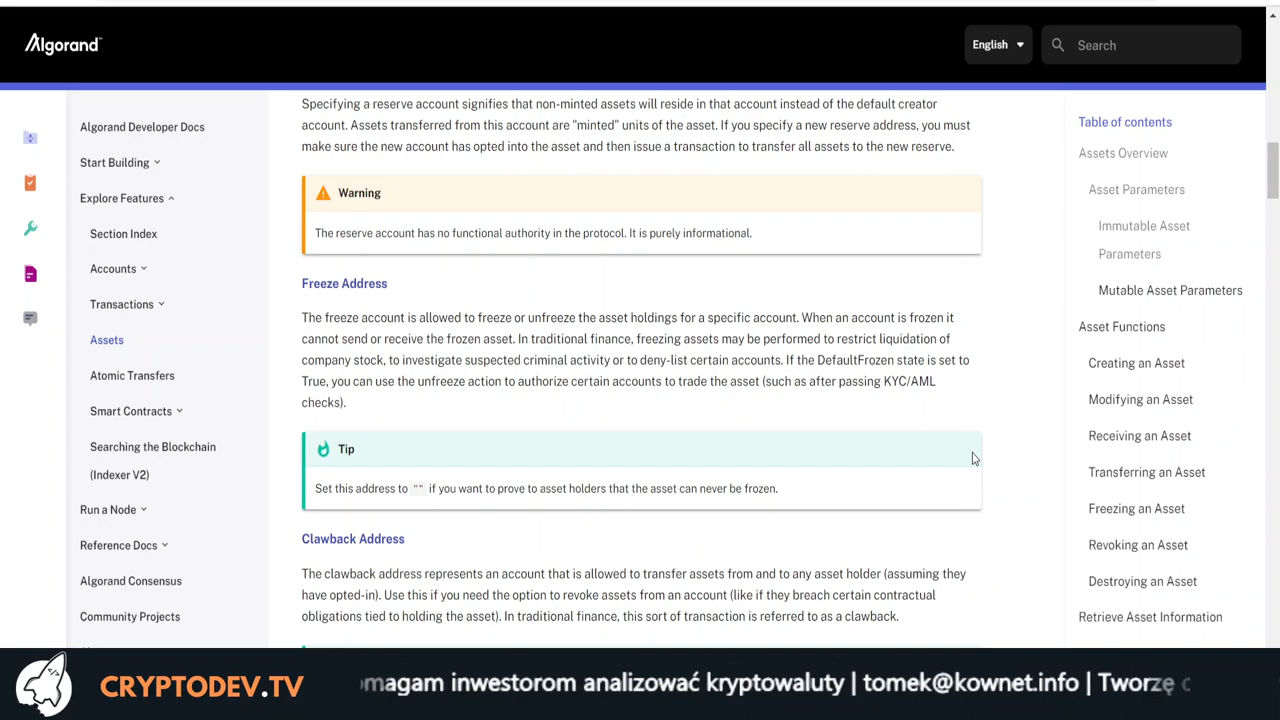 Algorand
English
Search
Algorand Developer Docs
Start Building
Explore Features
Section Index
Accounts
Transactions
Assets
Atomic Transfers
Smart Contracts
Searching the Blockchain
(Indexer V2)
Run a Node
Reference Docs
Algorand Consensus
Community Projects
Specifying a reserve account signifies that non-minted assets will reside in that account instead of the default creator
account. Assets transferred from this account are "minted" units of the asset. If you specify a new reserve address, you must
make sure the new account has opted into the asset and then issue a transaction to transfer all assets to the new reserve.
Warning
The reserve account has no functional authority in the protocol. It is purely informational.
Freeze Address
The freeze account is allowed to freeze or unfreeze the asset holdings for a specific account. When an account is frozen it
cannot send or receive the frozen asset. In traditional finance, freezing assets may be performed to restrict liquidation of
company stock, to investigate suspected criminal activity or to deny-list certain accounts. If the DefaultFrozen state is set to
True, you can use the unfreeze action to authorize certain accounts to trade the asset (such as after passing KYC/AML
checks).
Tip
Set this address to "" if you want to prove to asset holders that the asset can never be frozen.
Clawback Address
The clawback address represents an account that is allowed to transfer assets from and to any asset holder (assuming they
have opted-in). Use this if you need the option to revoke assets from an account (like if they breach certain contractual
obligations tied to holding the asset). In traditional finance, this sort of transaction is referred to as a clawback.
Table of contents
Assets Overview
Asset Parameters
Immutable Asset
Parameters
Mutable Asset Parameters
Asset Functions
Creating an Asset
Modifying an Asset
Receiving an Asset
Transferring an Asset
Freezing an Asset
Revoking an Asset
Destroying an Asset
Retrieve Asset Information
CRYPTODEV.TV
omagam inwestorom analizować kryptowaluty | tomek@kownet.info | Tworzę